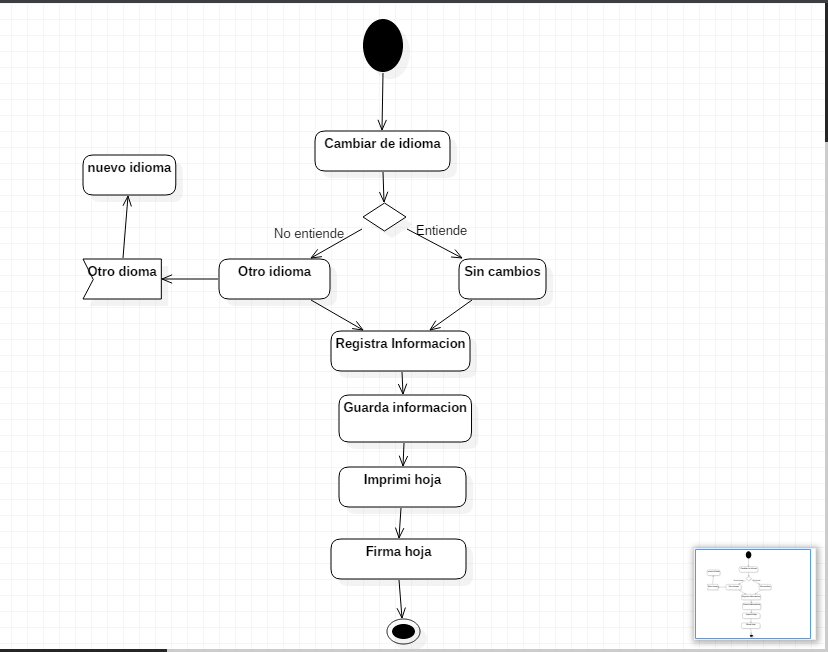 Cambiar de idioma
nuevo idioma
No entiende
Entiende
Otro dioma
Otro idioma
Sin cambios
Registra Informacion
Guarda informacion
Imprimi hoja
Firma hoja